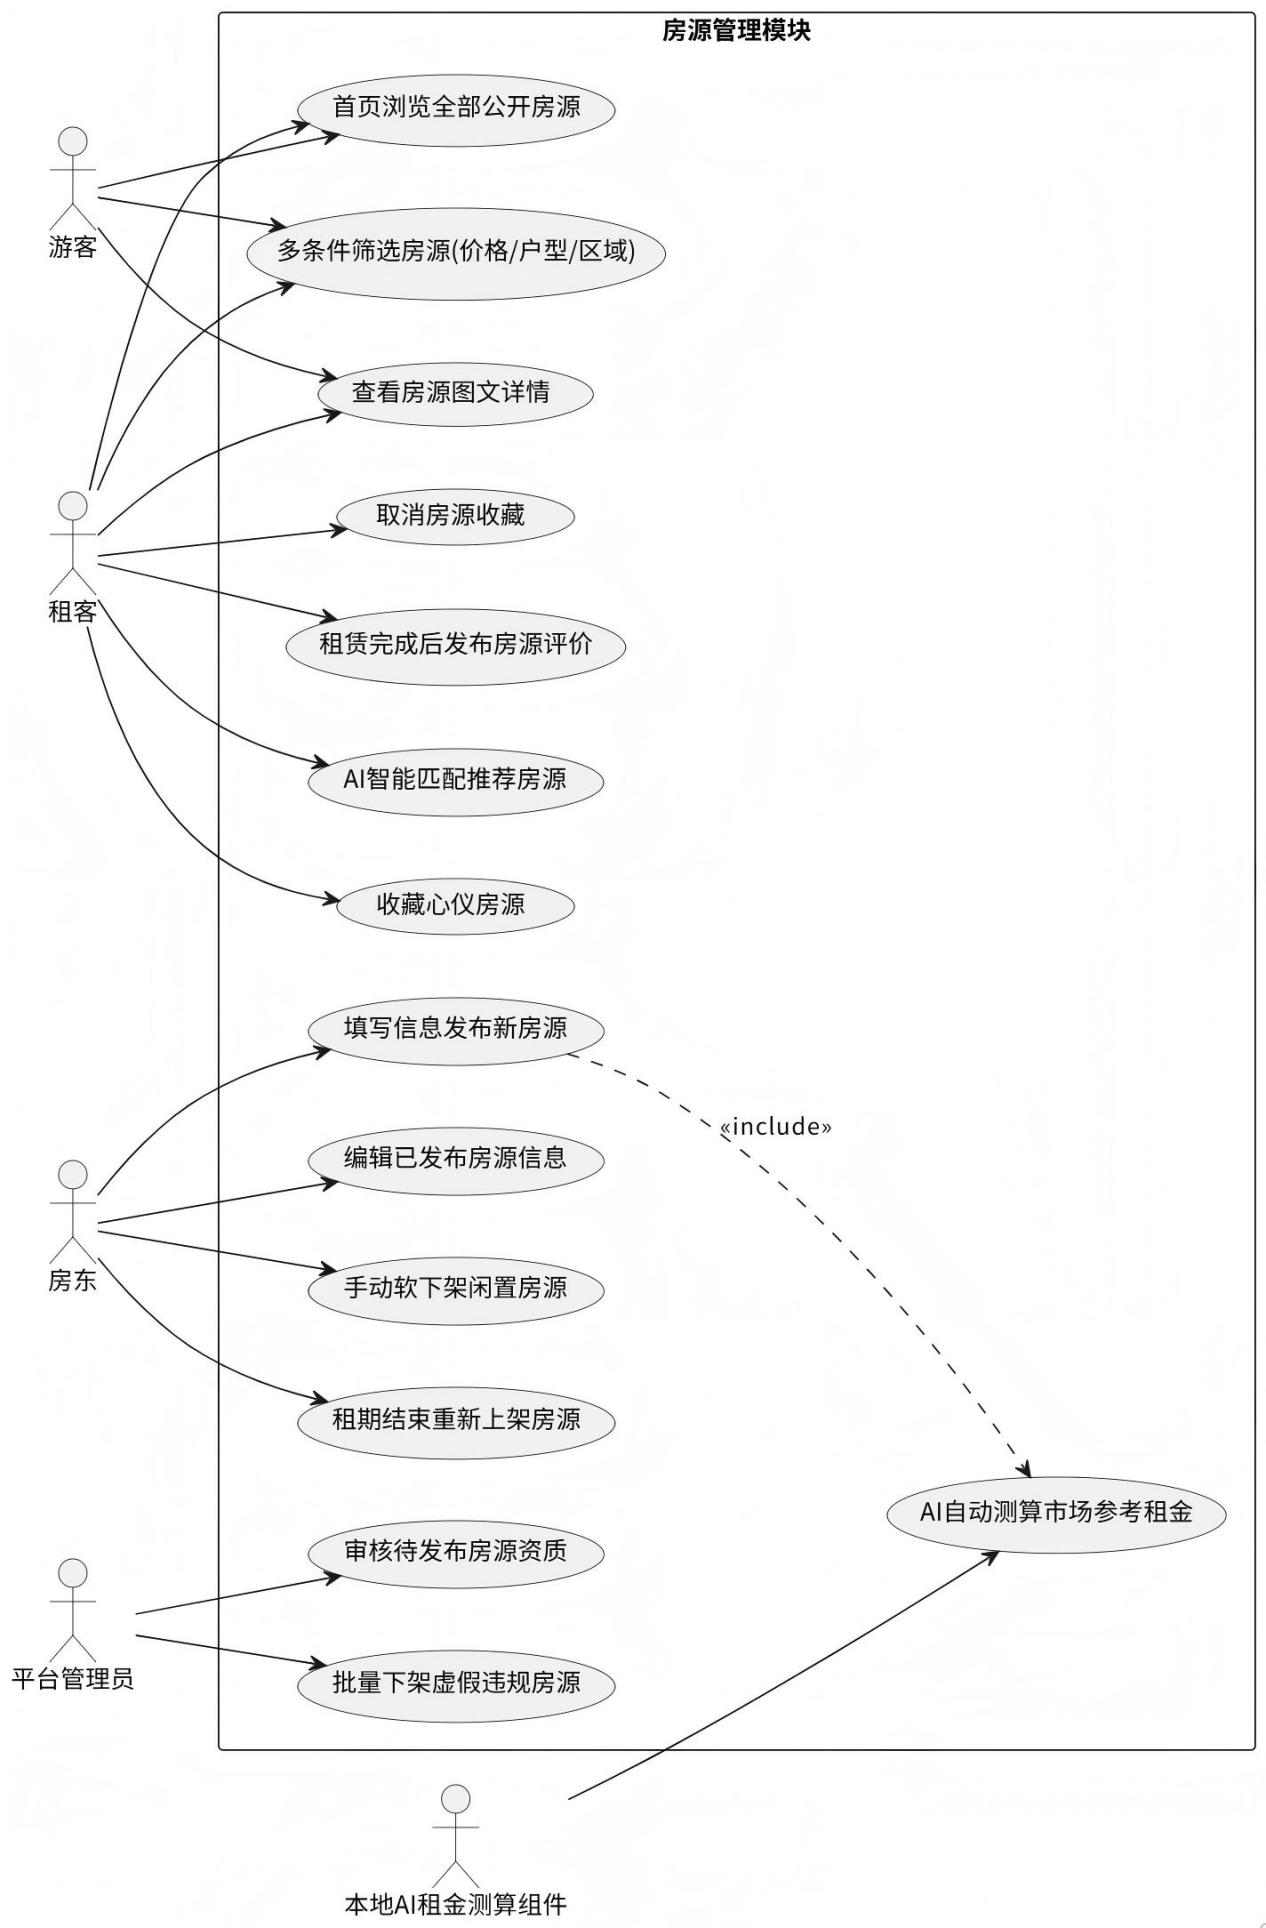 房源管理模块
首页浏览全部公开房源
游客
多条件筛选房源(价格/户型/区域)
查看房源图文详情
取消房源收藏
租客
租赁完成后发布房源评价
AI智能匹配推荐房源
收藏心仪房源
填写信息发布新房源
«include»
编辑已发布房源信息
房东
手动软下架闲置房源
租期结束重新上架房源
AI自动测算市场参考租金
审核待发布房源资质
平台管理员
批量下架虚假违规房源
本地AI租金测算组件